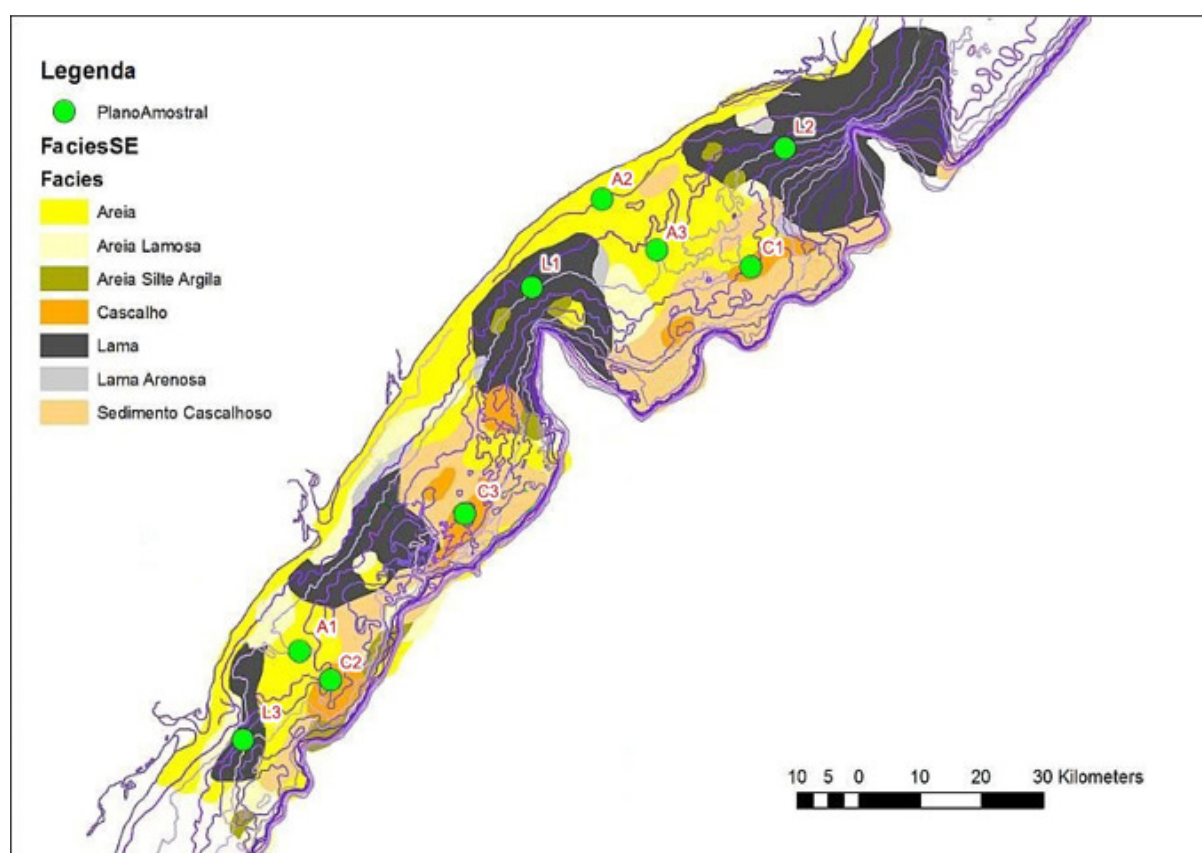 Legenda
PlanoAmostral
FaciesSE
Facies
Areia
Areia Lamosa
Areia Silte Argila
Cascalho
Lama
Lama Arenosa
Sedimento Cascalhoso
L2
A2
A3
C1
L1
C3
A1
C2
L3
10 5 0 10 20 30 Kilometers